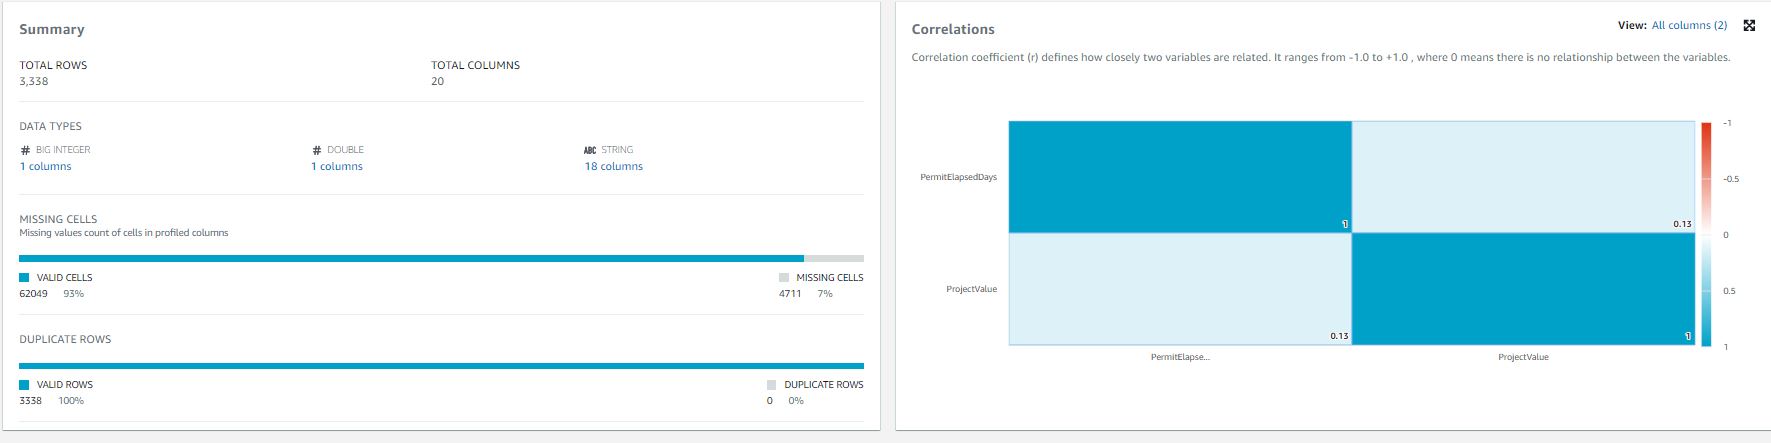 Summary
TOTAL ROWS
3,338
TOTAL COLUMNS
20
DATA TYPES
# BIG INTEGER
1 columns
# DOUBLE
1 columns
ABC STRING
18 columns
MISSING CELLS
Missing values count of cells in profiled columns
VALID CELLS
62049 93%
MISSING CELLS
4711 7%
DUPLICATE ROWS
VALID ROWS
3338 100%
DUPLICATE ROWS
0 0%
Correlations
View: All columns (2)
Correlation coefficient (r) defines how closely two variables are related. It ranges from -1.0 to +1.0 , where 0 means there is no relationship between the variables.
PermitElapsedDays
1
0.13
ProjectValue
0.13
1
PermitElapse...
ProjectValue
-1
-0.5
0
0.5
1